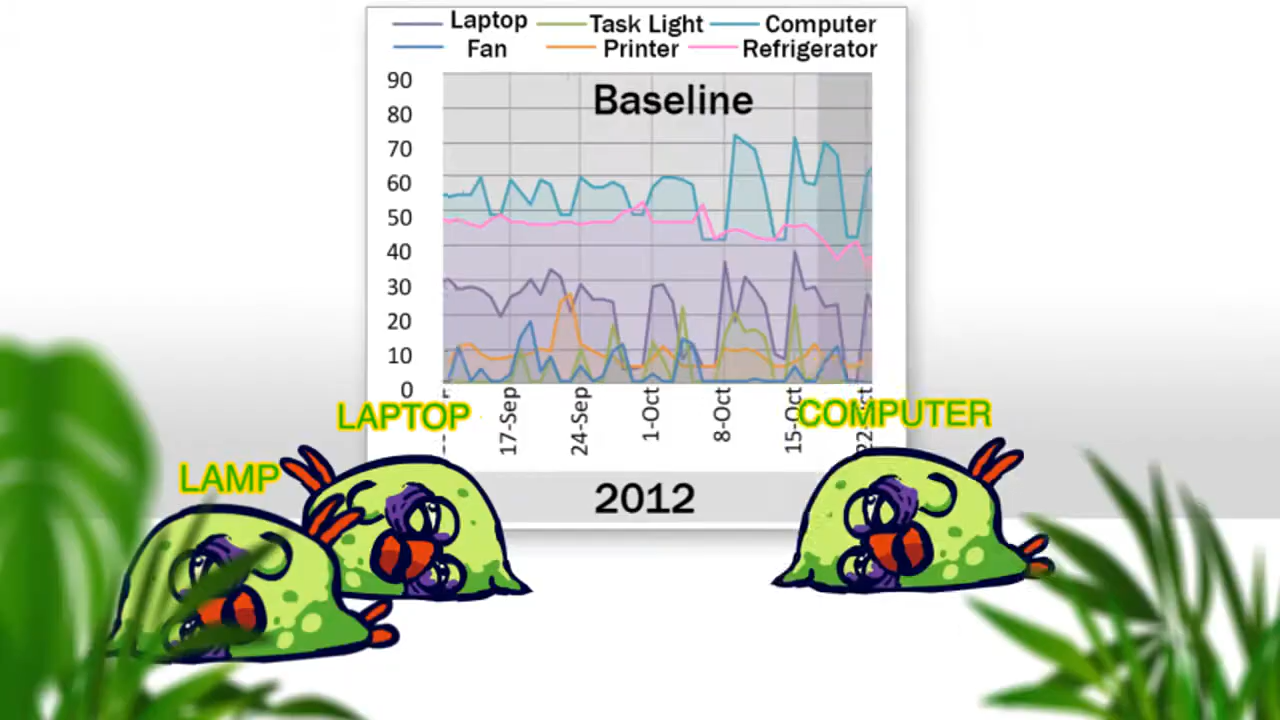 Laptop Task Light Computer
Fan Printer Refrigerator
Baseline
90
80
70
60
50
40
30
20
10
0
17-Sep 24-Sep 1-Oct 8-Oct 15-Oct
LAPTOP
COMPUTER
LAMP
2012